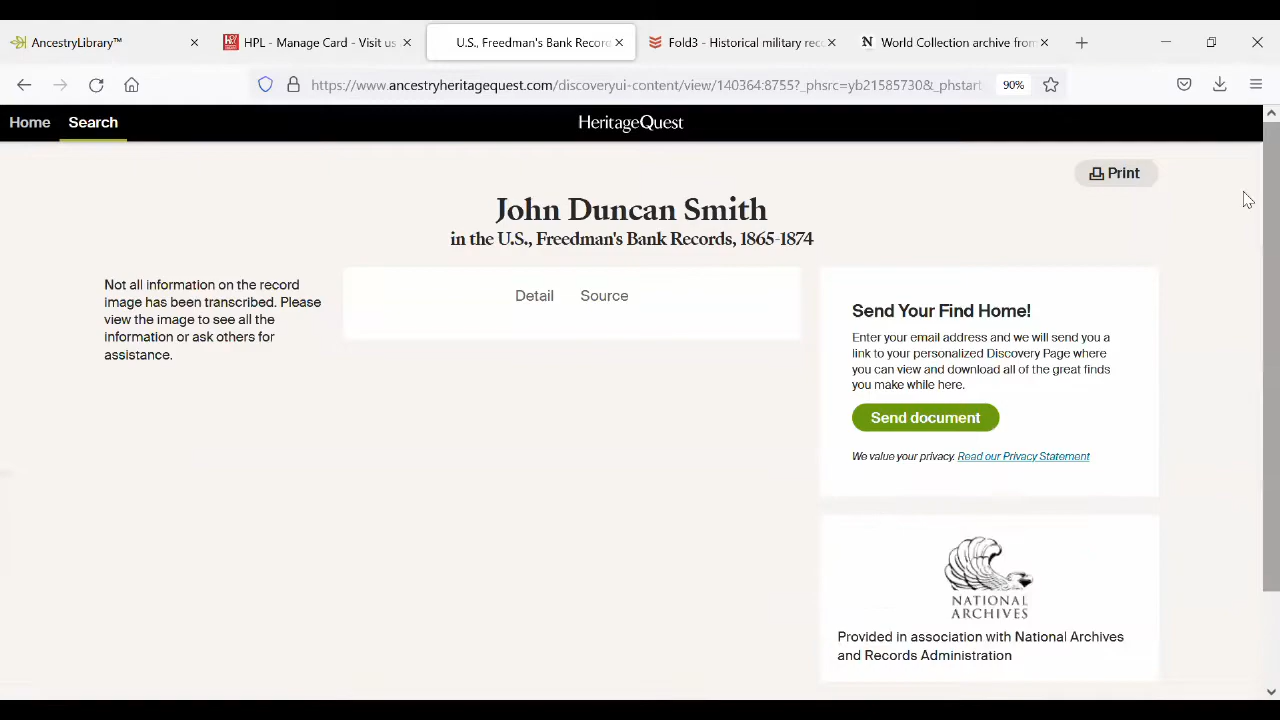 AncestryLibrary™
HPL - Manage Card - Visit us
U.S., Freedman's Bank Record
Fold3 - Historical military reco
World Collection archive from
https://www.ancestryheritagequest.com/discoveryui-content/view/140364:8755?_phsrc=yb21585730&_phstart
90%
Home
Search
HeritageQuest
Print
John Duncan Smith
in the U.S., Freedman's Bank Records, 1865-1874
Not all information on the record
image has been transcribed. Please
view the image to see all the
information or ask others for
assistance.
Detail
Source
Send Your Find Home!
Enter your email address and we will send you a
link to your personalized Discovery Page where
you can view and download all of the great finds
you make while here.
Send document
We value your privacy. Read our Privacy Statement
NATIONAL
ARCHIVES
Provided in association with National Archives
and Records Administration